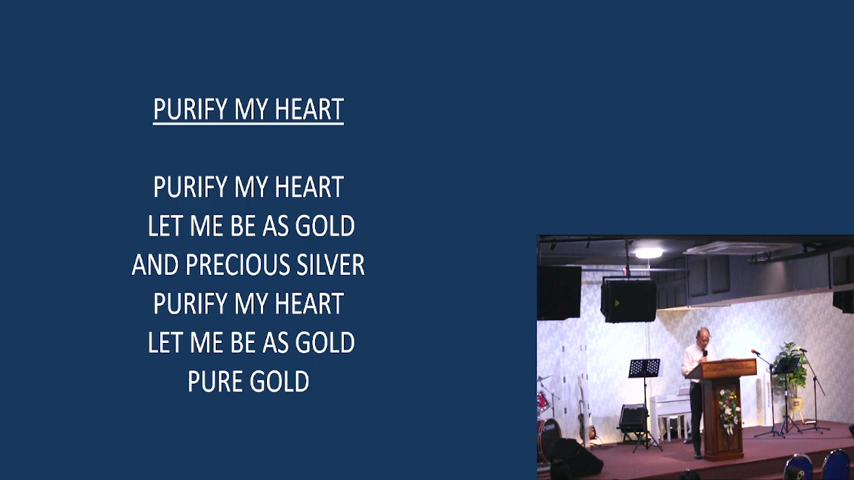 PURIFY MY HEART
PURIFY MY HEART
LET ME BE AS GOLD
AND PRECIOUS SILVER
PURIFY MY HEART
LET ME BE AS GOLD
PURE GOLD